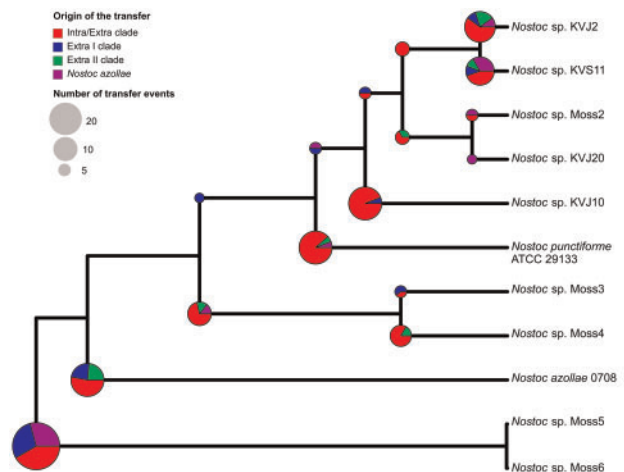 Origin of the transfer
Intra/Extra clade
Extra I clade
Extra II clade
Nostoc azollae
Number of transfer events
20
10
5
Nostoc sp. KVJ2
Nostoc sp. KVS11
Nostoc sp. Moss2
Nostoc sp. KVJ20
Nostoc sp. KVJ10
Nostoc punctiforme
ATCC 29133
Nostoc sp. Moss3
Nostoc sp. Moss4
Nostoc azollae 0708
Nostoc sp. Moss5
Nostoc sp. Moss6